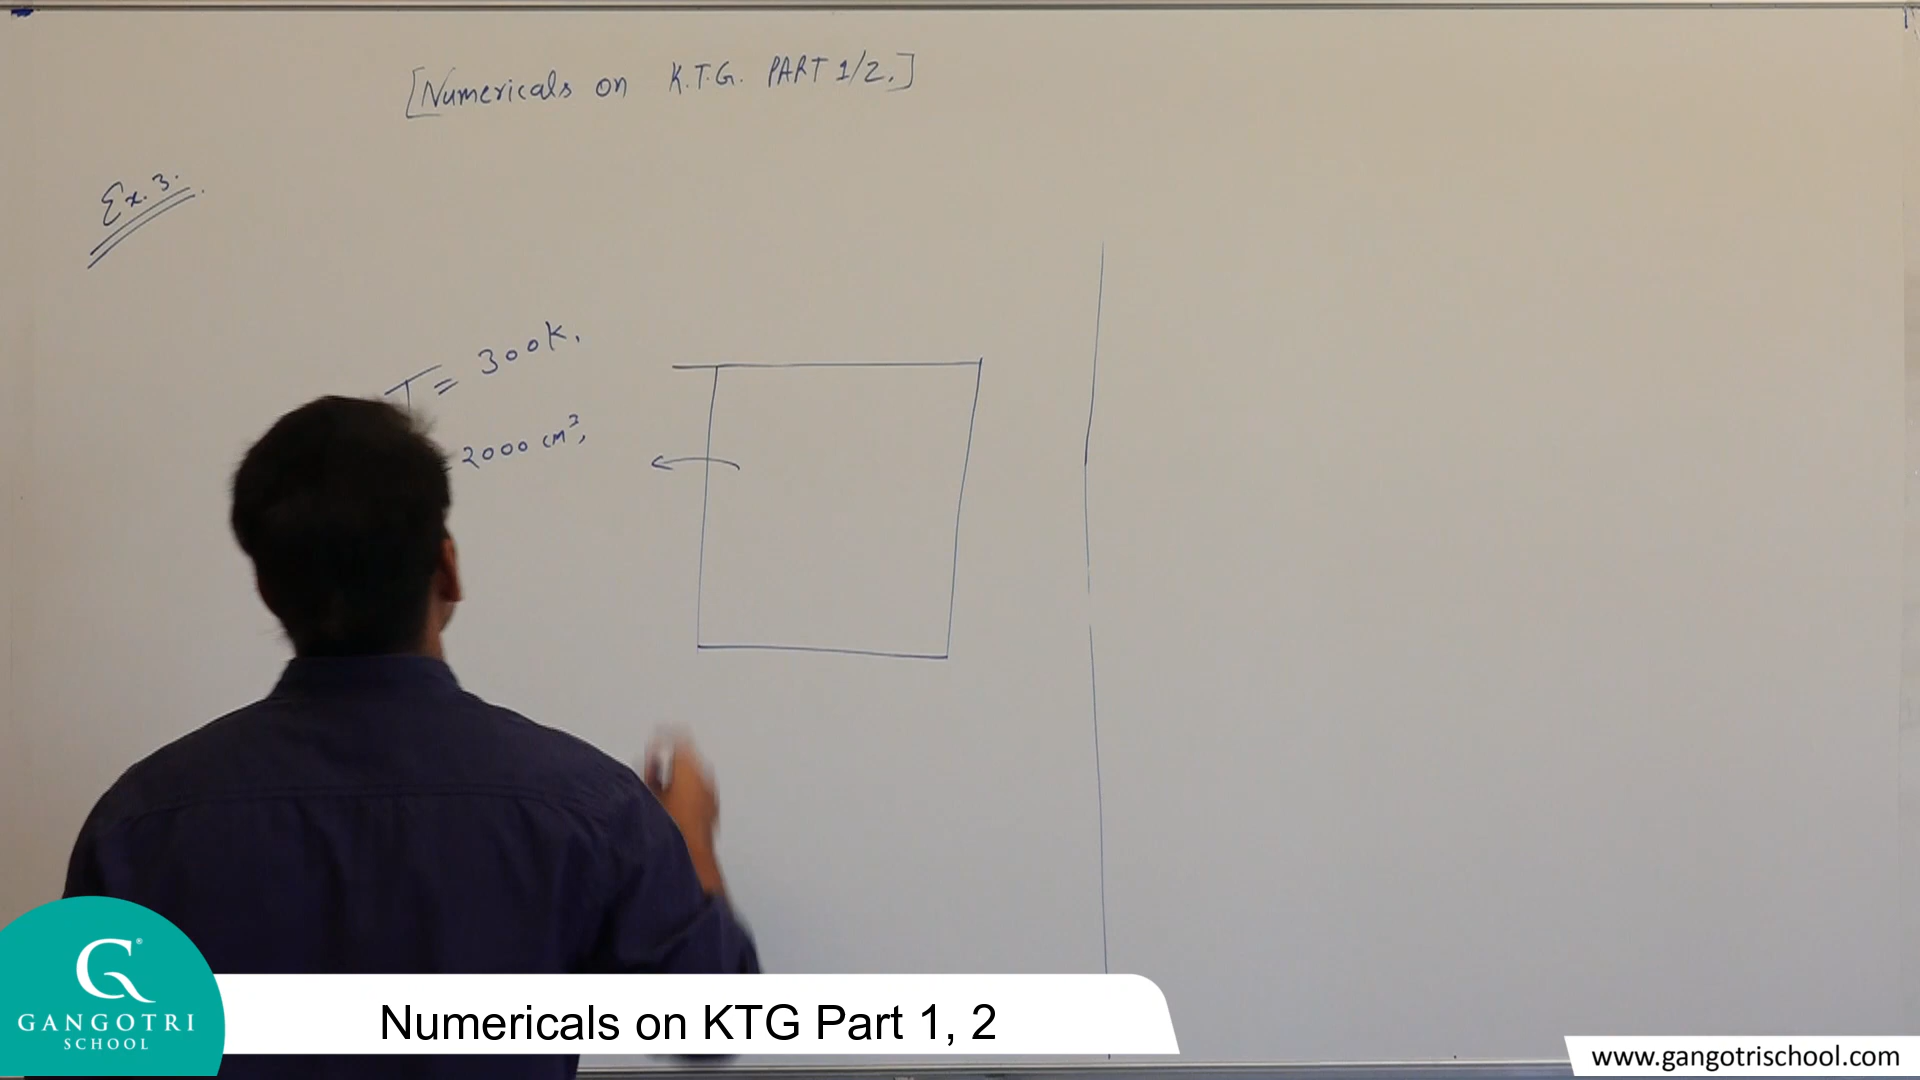 [Numericals on K.T.G. PART 1/2.]
Ex. 3.
T = 300K.
2000 cm³,
GANGOTRI
SCHOOL
Numericals on KTG Part 1, 2
www.gangotrischool.com